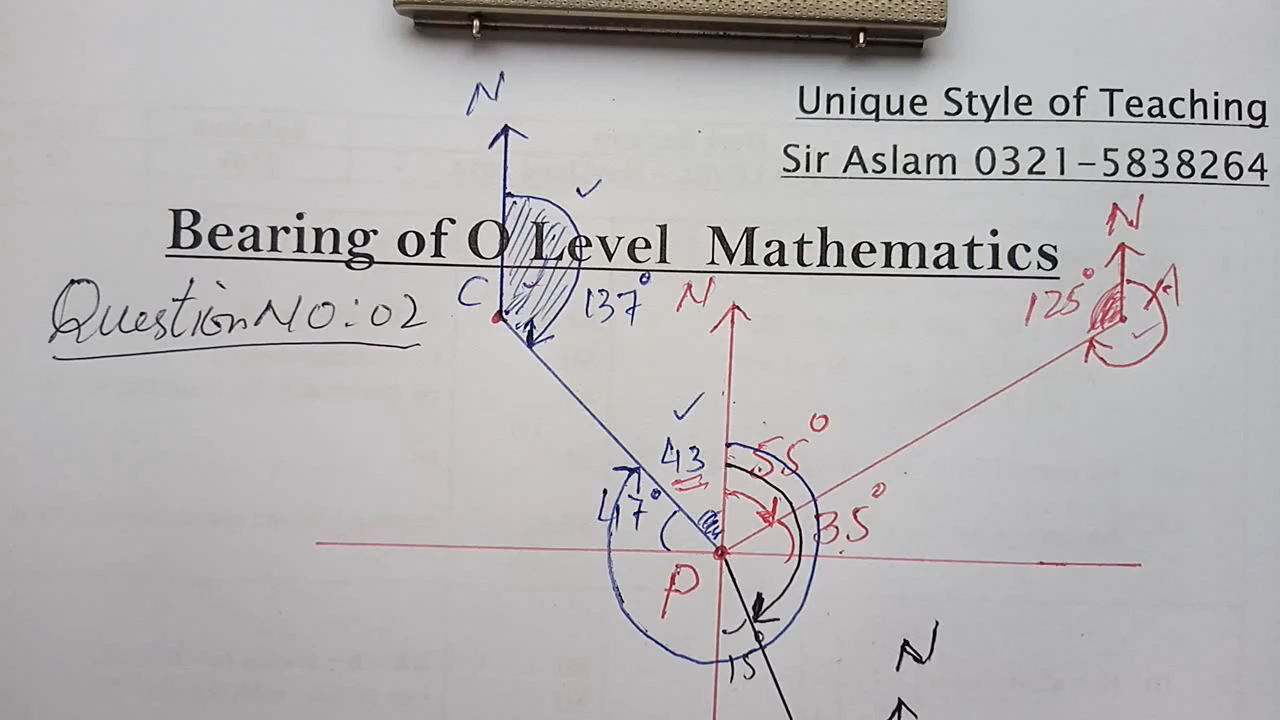 Unique Style of Teaching
Sir Aslam 0321-5838264
N
N
Bearing of O Level Mathematics
Question NO:02
C
137°
N
125°
A
43
55°
47°
35°
P
15°
N